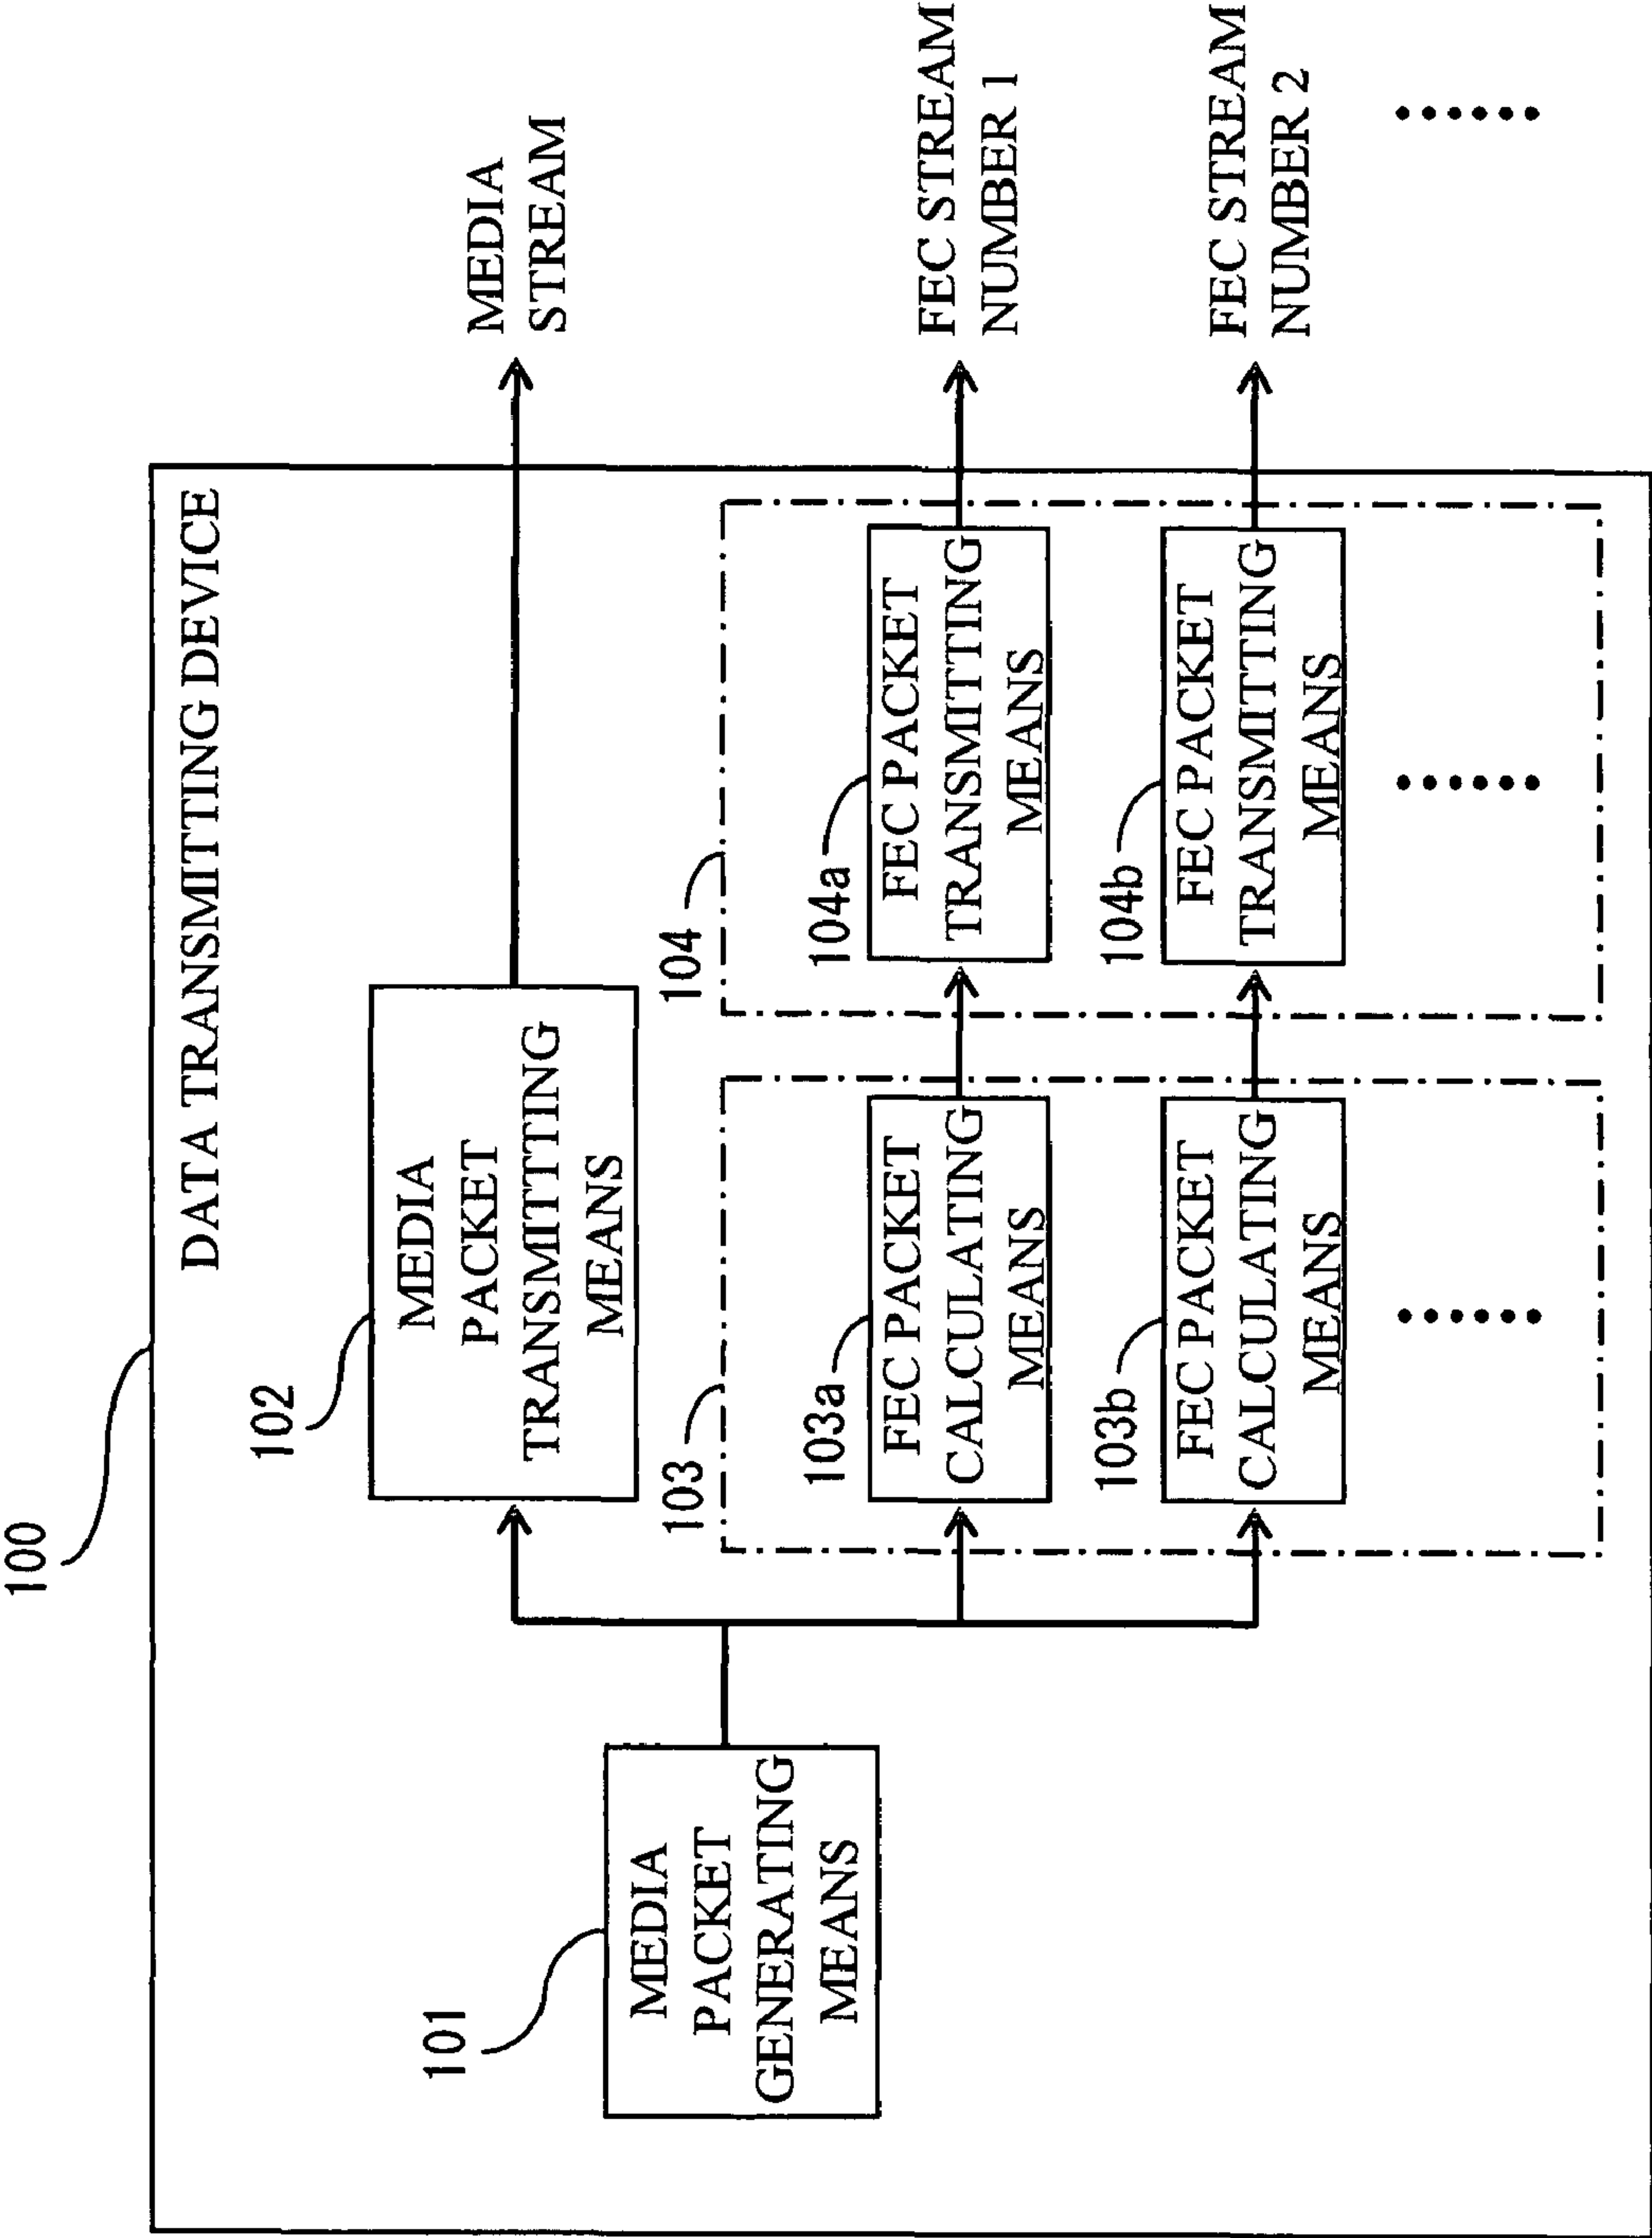 100
DATA TRANSMITTING DEVICE
101
MEDIA
PACKET
GENERATING
MEANS
102
MEDIA
PACKET
TRANSMITTING
MEANS
MEDIA
STREAM
103
103a
FEC PACKET
CALCULATING
MEANS
103b
FEC PACKET
CALCULATING
MEANS
104
104a
FEC PACKET
TRANSMITTING
MEANS
104b
FEC PACKET
TRANSMITTING
MEANS
FEC STREAM
NUMBER 1
FEC STREAM
NUMBER 2